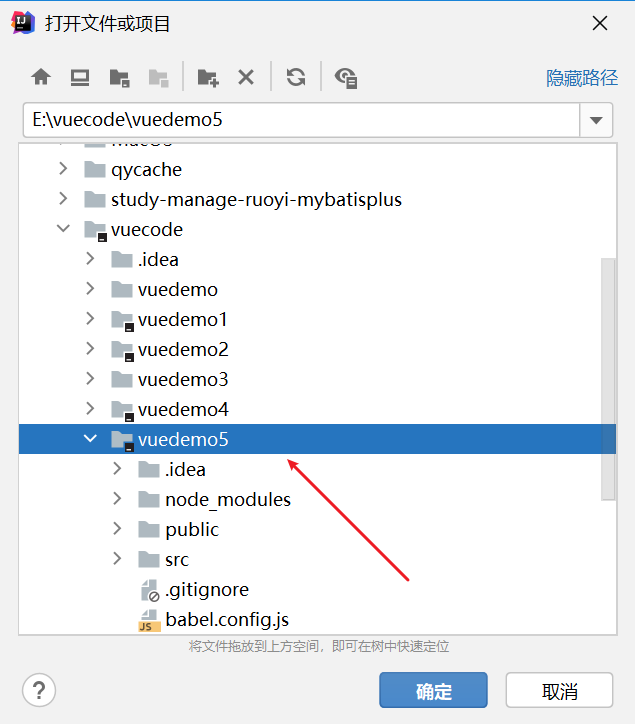 打开文件或项目
隐藏路径
E:\vuecode\vuedemo5
qycache
study-manage-ruoyi-mybatisplus
vuecode
.idea
vuedemo
vuedemo1
vuedemo2
vuedemo3
vuedemo4
vuedemo5
.idea
node_modules
public
src
.gitignore
JS babel.config.js
将文件拖放到上方空间，即可在树中快速定位
? 确定 取消